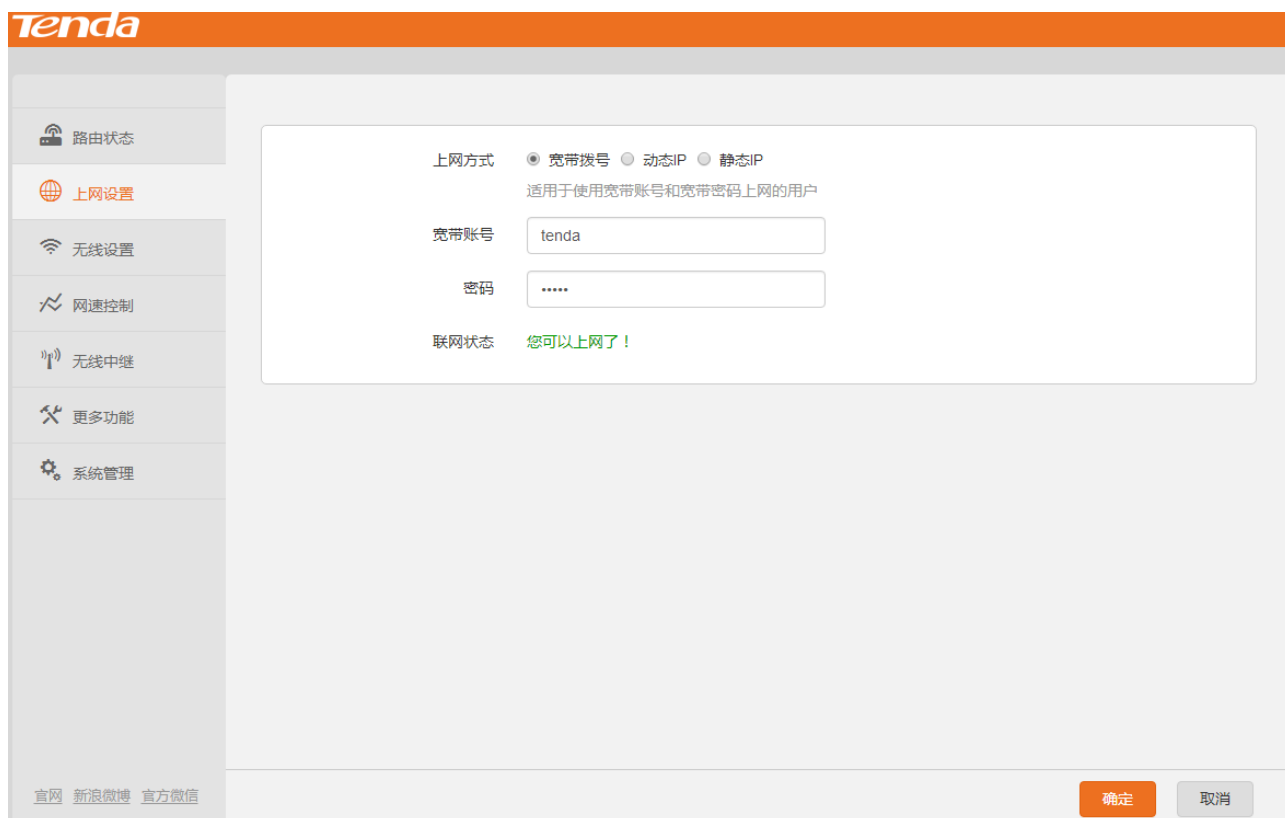 Tenda
路由状态
上网设置
无线设置
网速控制
无线中继
更多功能
系统管理
官网 新浪微博 官方微信
上网方式 宽带拨号 动态IP 静态IP
适用于使用宽带账号和宽带密码上网的用户
宽带账号 tenda
密码 •••••
联网状态 您可以上网了！
确定 取消